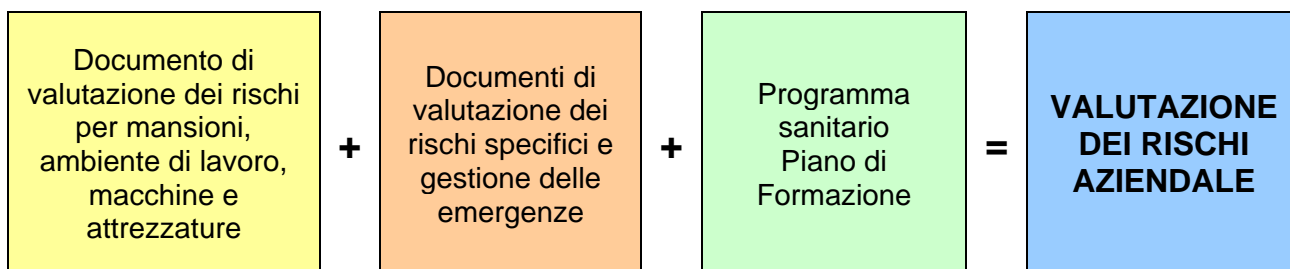 Documento di
valutazione dei rischi
per mansioni,
ambiente di lavoro,
macchine e
attrezzature
+
Documenti di
valutazione dei
rischi specifici e
gestione delle
emergenze
+
Programma
sanitario
Piano di
Formazione
=
VALUTAZIONE
DEI RISCHI
AZIENDALE